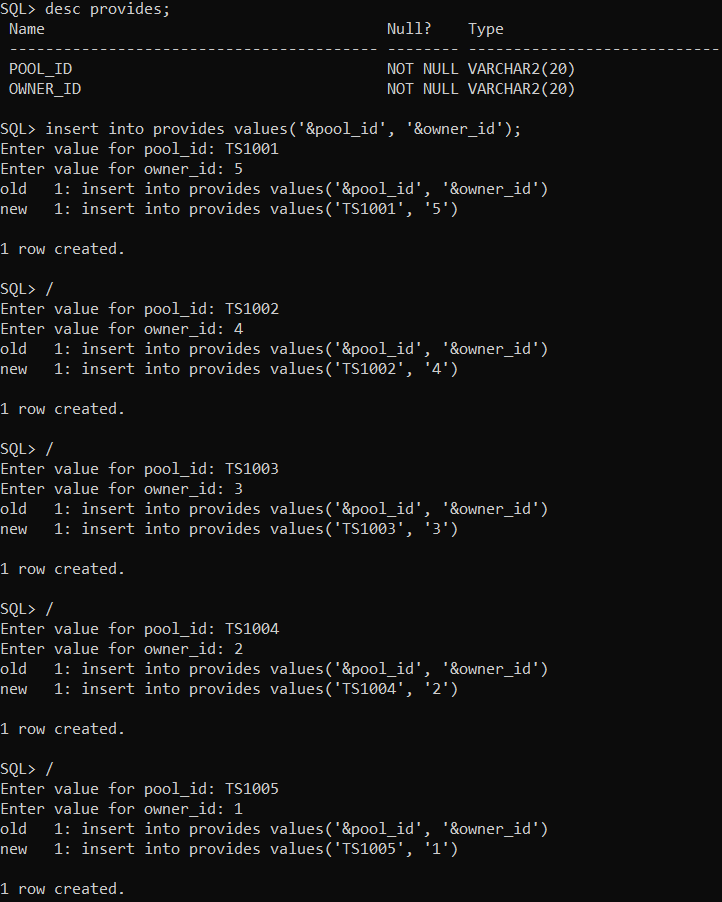 SQL> desc provides;
 Name                                      Null?    Type
 ----------------------------------------- -------- ----------------------------
 POOL_ID                                   NOT NULL VARCHAR2(20)
 OWNER_ID                                  NOT NULL VARCHAR2(20)
SQL> insert into provides values('&pool_id', '&owner_id');
Enter value for pool_id: TS1001
Enter value for owner_id: 5
old   1: insert into provides values('&pool_id', '&owner_id')
new   1: insert into provides values('TS1001', '5')
1 row created.
SQL> /
Enter value for pool_id: TS1002
Enter value for owner_id: 4
old   1: insert into provides values('&pool_id', '&owner_id')
new   1: insert into provides values('TS1002', '4')
1 row created.
SQL> /
Enter value for pool_id: TS1003
Enter value for owner_id: 3
old   1: insert into provides values('&pool_id', '&owner_id')
new   1: insert into provides values('TS1003', '3')
1 row created.
SQL> /
Enter value for pool_id: TS1004
Enter value for owner_id: 2
old   1: insert into provides values('&pool_id', '&owner_id')
new   1: insert into provides values('TS1004', '2')
1 row created.
SQL> /
Enter value for pool_id: TS1005
Enter value for owner_id: 1
old   1: insert into provides values('&pool_id', '&owner_id')
new   1: insert into provides values('TS1005', '1')
1 row created.